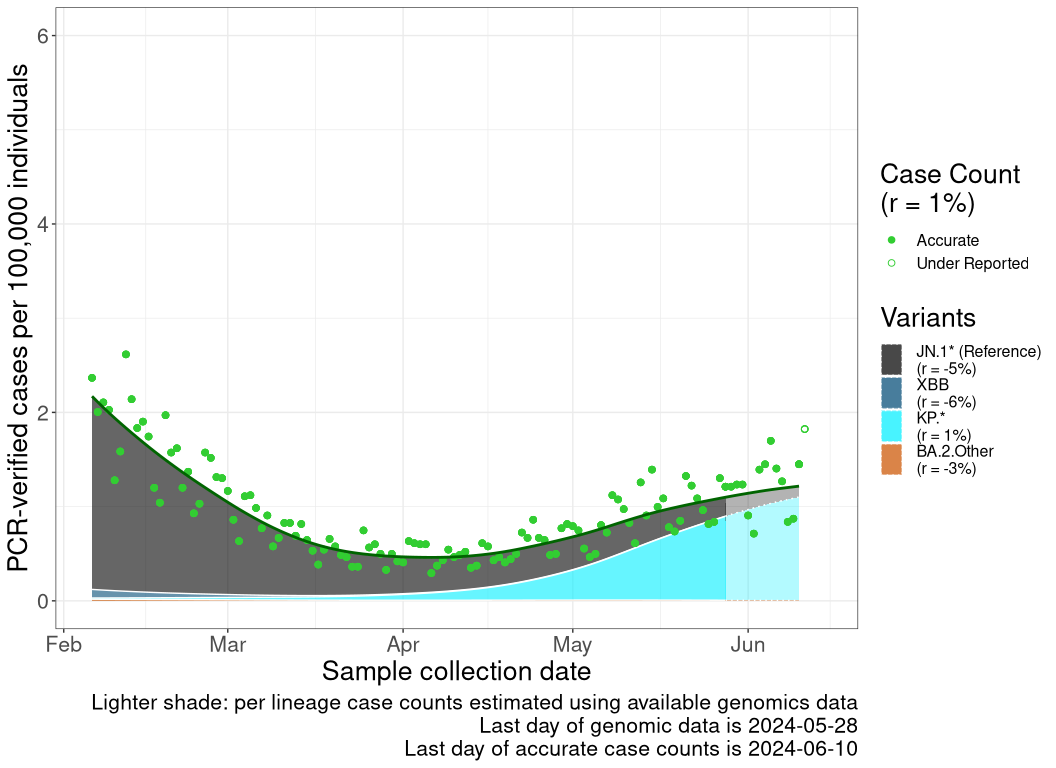 PCR-verified cases per 100,000 individuals
6
4
2
0
Feb
Mar
Apr
May
Jun
Sample collection date
Lighter shade: per lineage case counts estimated using available genomics data
Last day of genomic data is 2024-05-28
Last day of accurate case counts is 2024-06-10
Case Count
(r = 1%)
Accurate
Under Reported
Variants
JN.1* (Reference)
(r = -5%)
XBB
(r = -6%)
KP.*
(r = 1%)
BA.2.Other
(r = -3%)